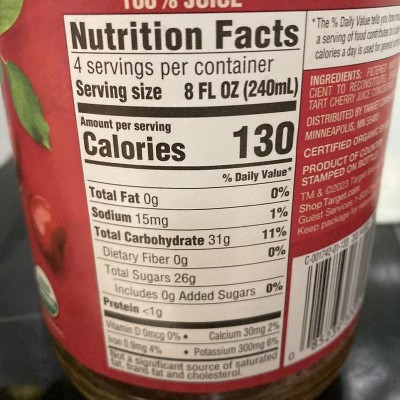 100% JUICE
Nutrition Facts
4 servings per container
Serving size 8 FL OZ (240mL)
Amount per serving
Calories 130
% Daily Value*
Total Fat 0g 0%
Sodium 15mg 1%
Total Carbohydrate 31g 11%
Dietary Fiber 0g 0%
Total Sugars 26g
Includes 0g Added Sugars 0%
Protein <1g
Vitamin D 0mcg 0% • Calcium 30mg 2%
Iron 0.9mg 4% • Potassium 300mg 6%
Not a significant source of saturated
fat, trans fat and cholesterol.
*The % Daily Value tells you how
a serving of food contributes to a
calories a day is used for general
INGREDIENTS: FILTERED
CIENT TO RECONSTITUTE
TART CHERRY JUICE
DISTRIBUTED BY TARGET
MINNEAPOLIS, MN
CERTIFIED ORGANIC
PRODUCT OF
STAMPED ON BOTTLE
TM & ©2023 Target
Shop Target.com
Guest Services 1-800
Keep package